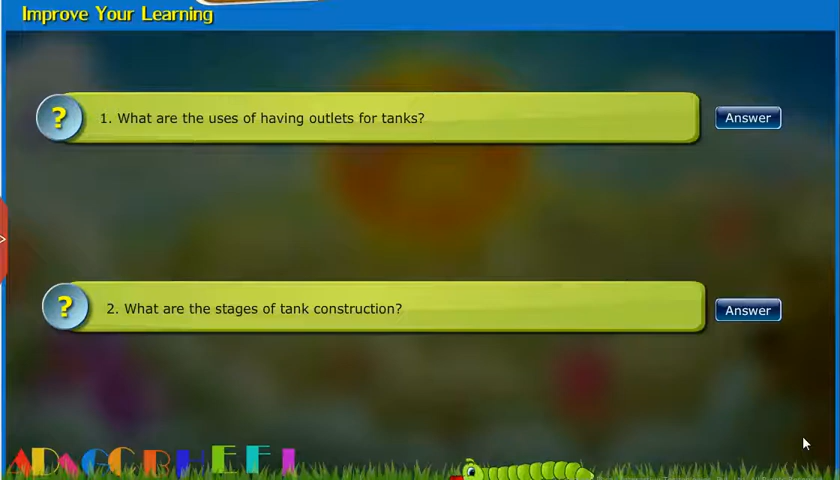 Improve Your Learning
? 1. What are the uses of having outlets for tanks? Answer
? 2. What are the stages of tank construction? Answer
A D A G C R H E F I